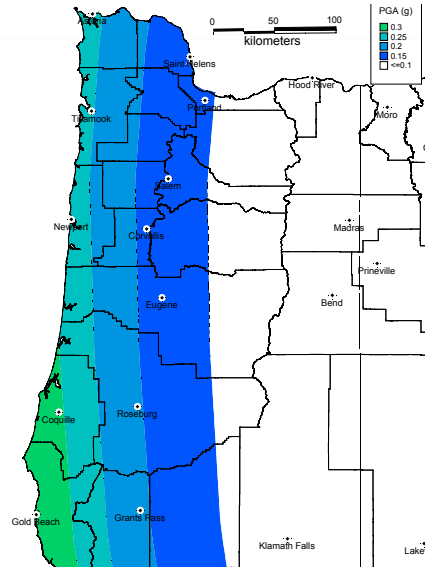 PGA (g)
0.3
0.25
0.2
0.15
<=0.1
0 50 100
kilometers
Astoria
Saint Helens
Hood River
Portland
Moro
Tillamook
Salem
Newport
Corvallis
Madras
Prineville
Eugene
Bend
Coquille
Roseburg
Gold Beach
Grants Pass
Klamath Falls
Lake